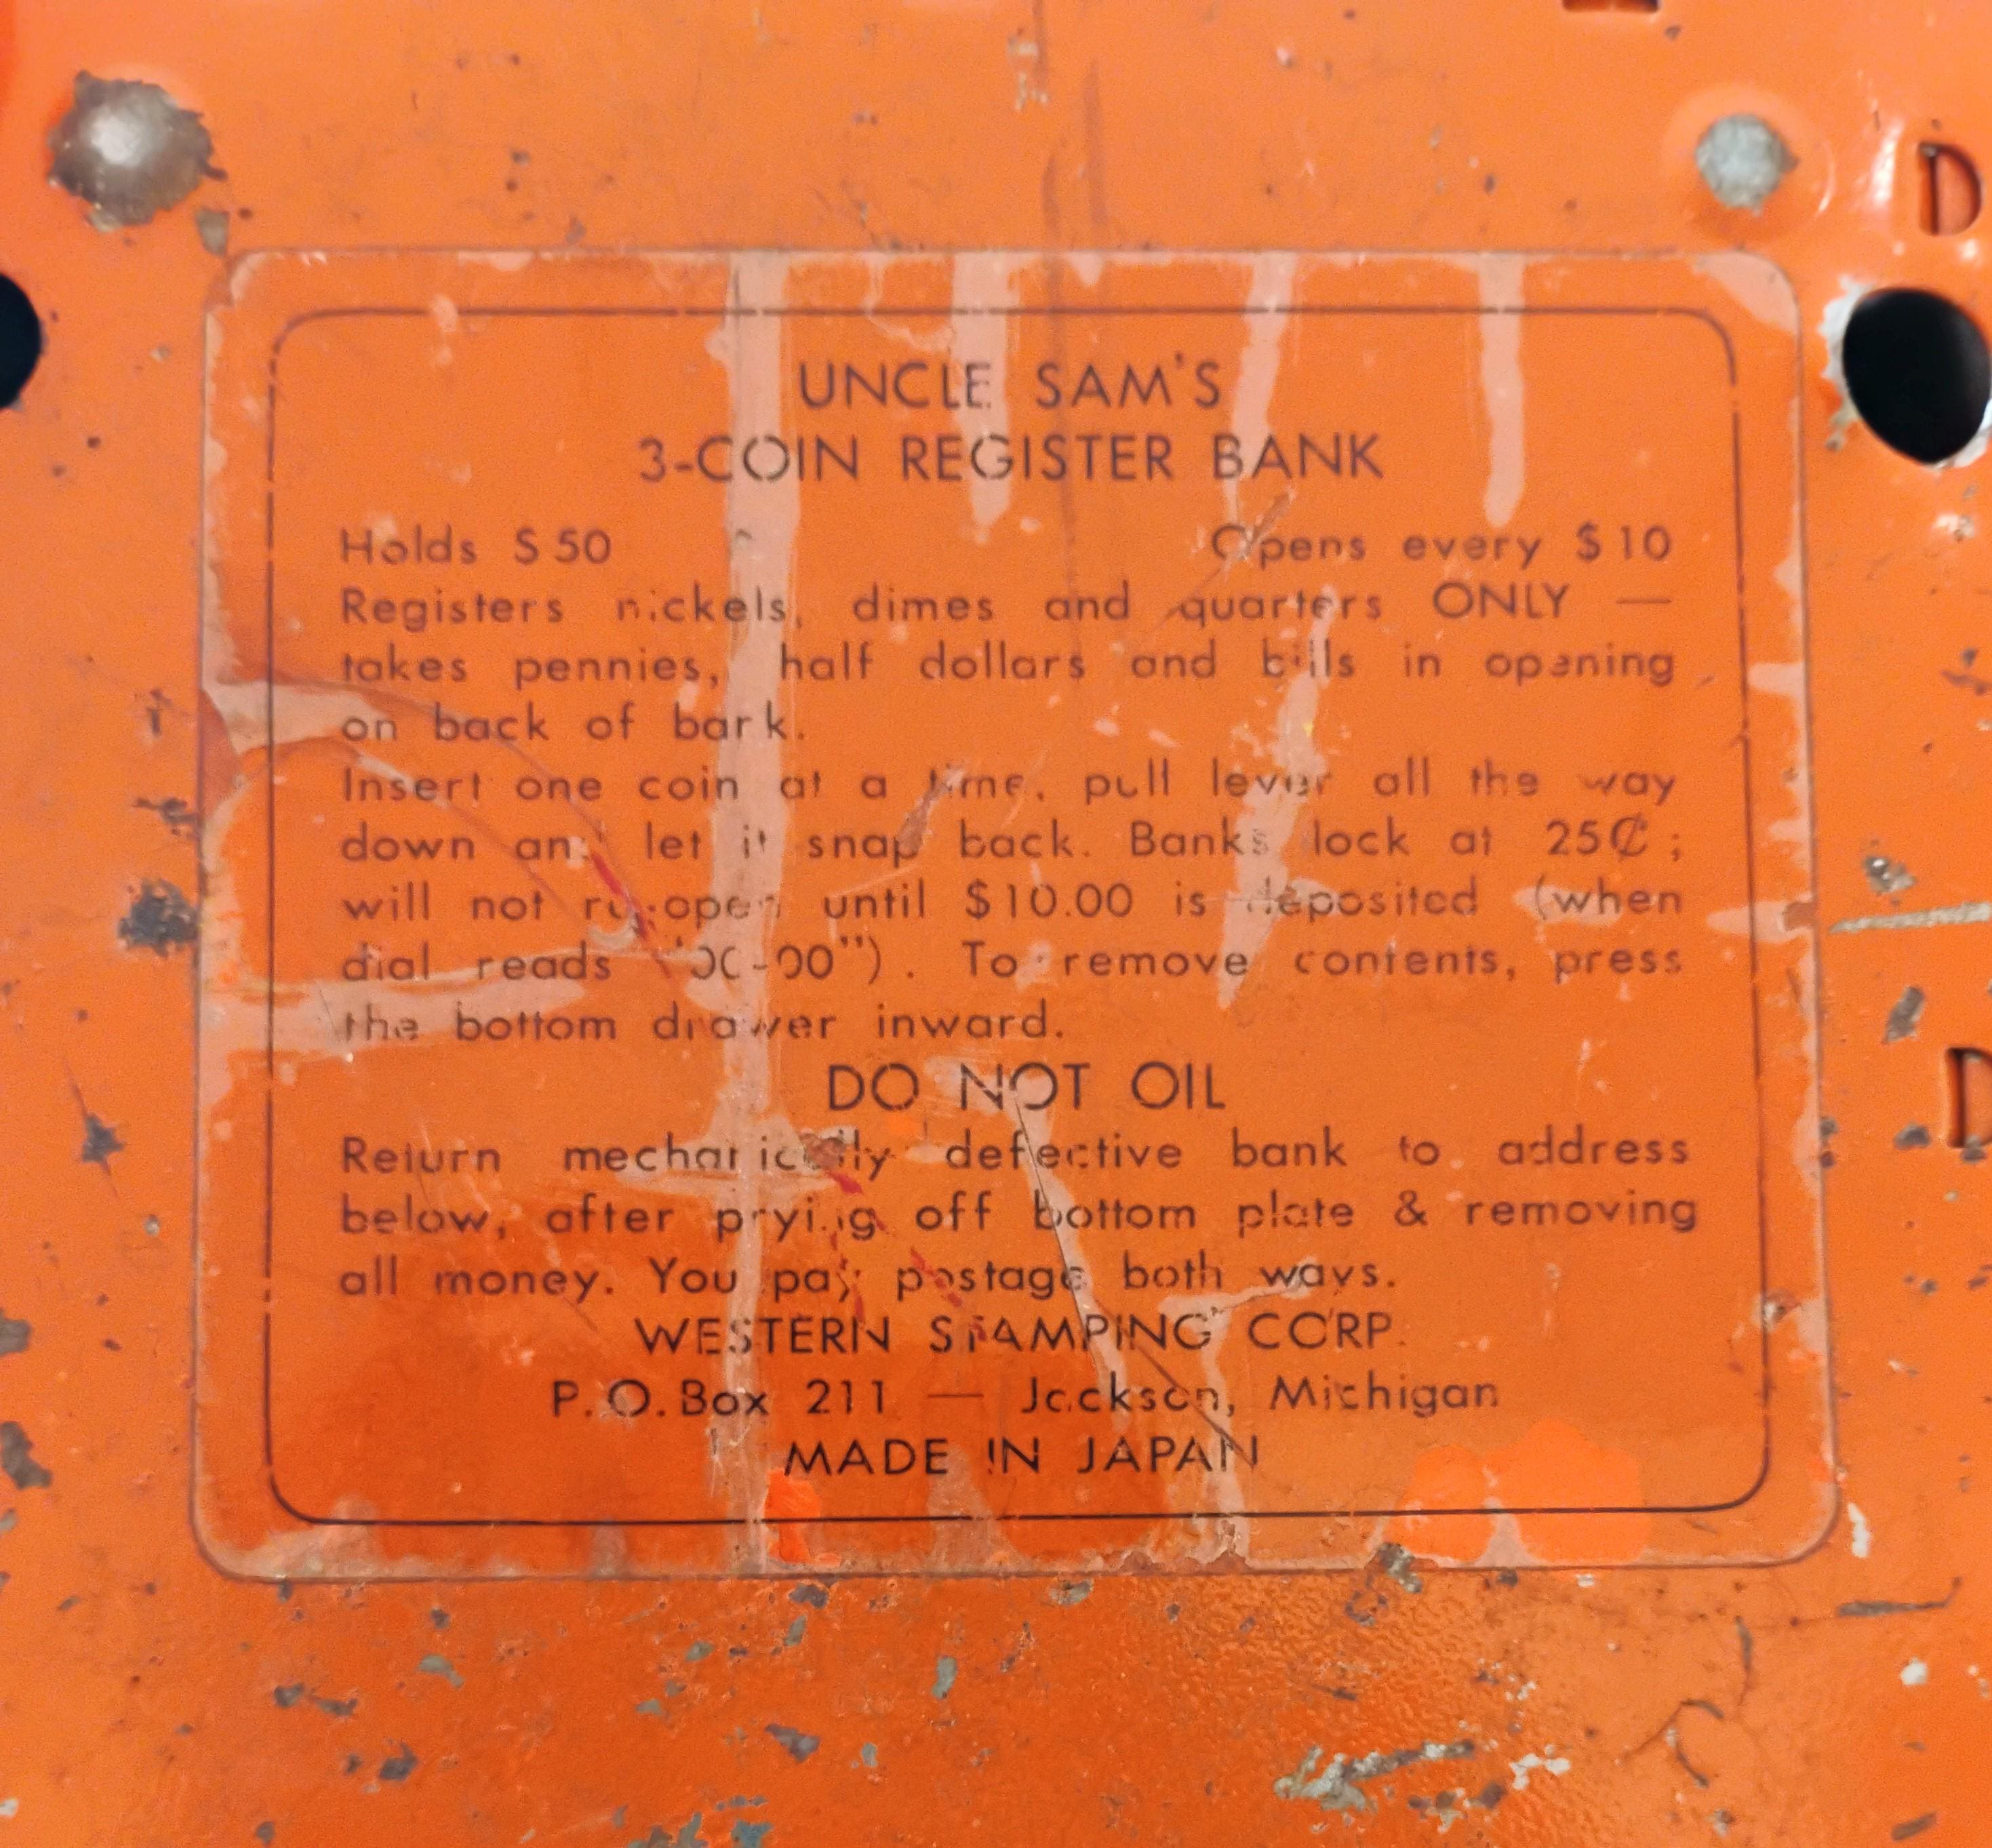 UNCLE SAM'S
3-COIN REGISTER BANK
Holds $50 Opens every $10
Registers nickels, dimes and quarters ONLY —
takes pennies, half dollars and bills in opening
on back of bank.
Insert one coin at a time, pull lever all the way
down and let it snap back. Banks lock at 25¢;
will not re-open until $10.00 is deposited (when
dial reads "00-00"). To remove contents, press
the bottom drawer inward.
DO NOT OIL
Return mechanically defective bank to address
below, after prying off bottom plate & removing
all money. You pay postage both ways.
WESTERN STAMPING CORP.
P.O. Box 211 — Jackson, Michigan
MADE IN JAPAN
D
D